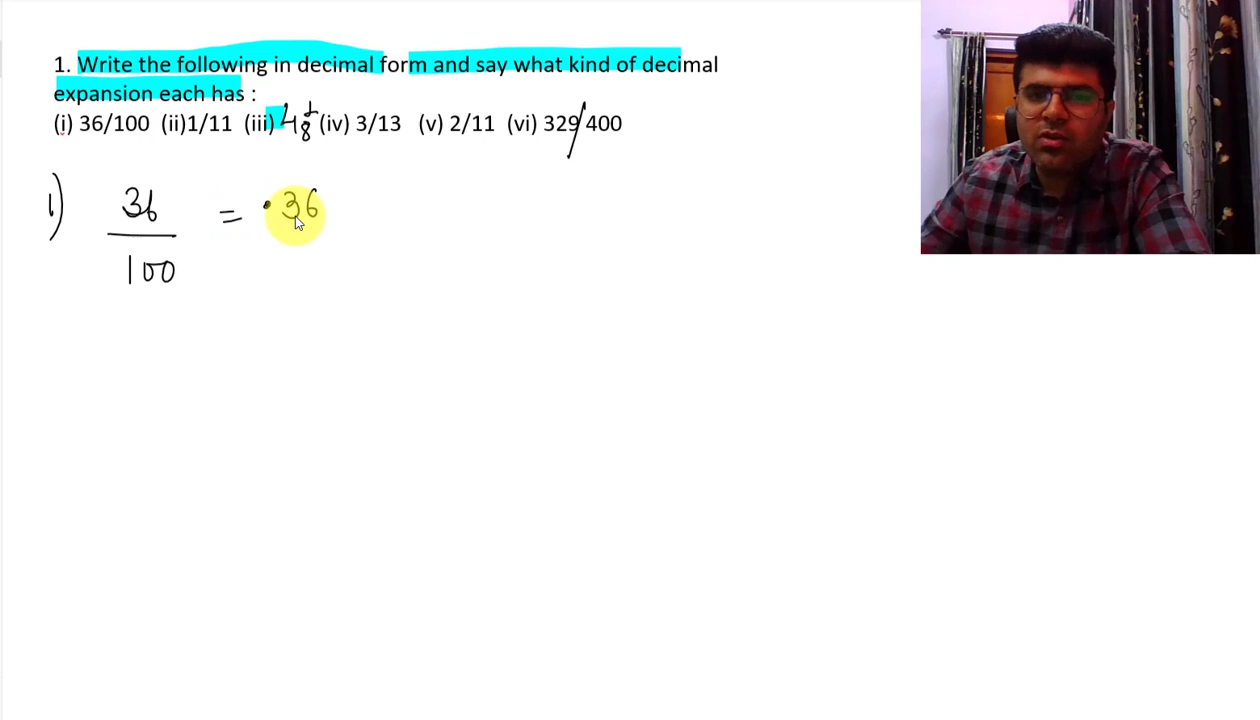 1. Write the following in decimal form and say what kind of decimal
expansion each has :
(i) 36/100 (ii)1/11 (iii) 4 1/8 (iv) 3/13 (v) 2/11 (vi) 329/400
i) 36/100 = .36